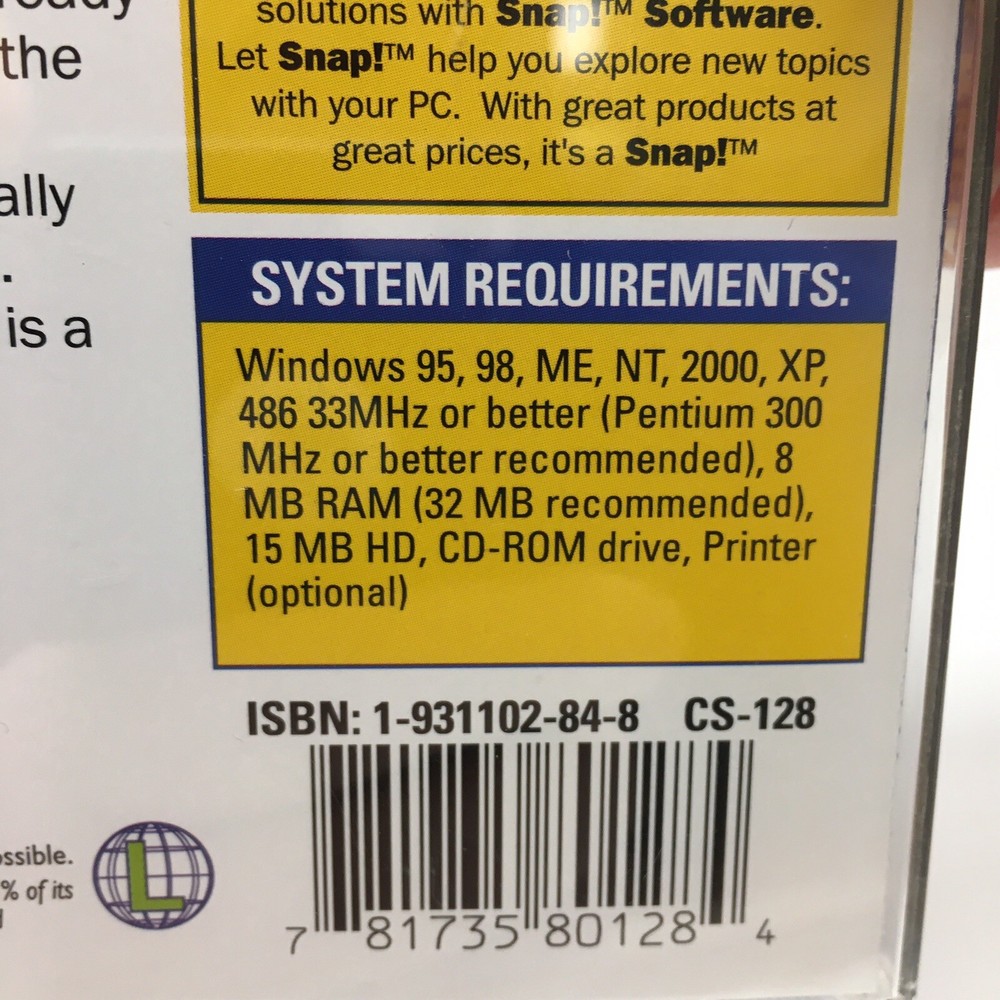 solutions with Snap!™ Software.
Let Snap!™ help you explore new topics
with your PC. With great products at
great prices, it's a Snap!™
the
ally
.
is a
SYSTEM REQUIREMENTS:
Windows 95, 98, ME, NT, 2000, XP,
486 33MHz or better (Pentium 300
MHz or better recommended), 8
MB RAM (32 MB recommended),
15 MB HD, CD-ROM drive, Printer
(optional)
ISBN: 1-931102-84-8 CS-128
7 81735 80128 4
ssible.
% of its
L